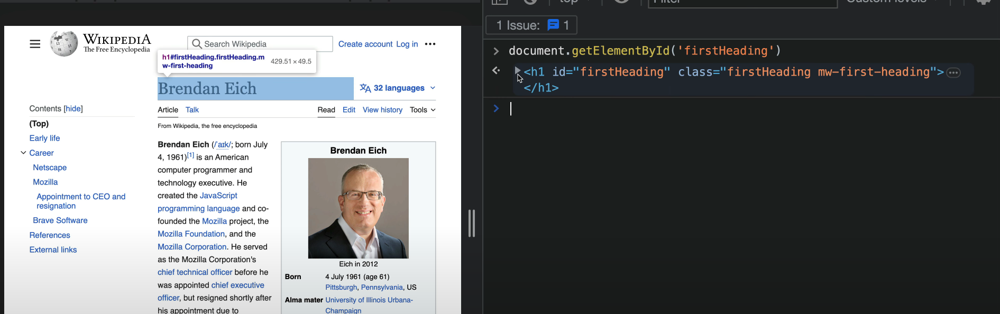 WIKIPEDIA
The Free Encyclopedia
Search Wikipedia
Create account Log in
h1#firstHeading.firstHeading.m
w-first-heading
429.51 × 49.5
Brendan Eich
32 languages
Contents [hide]
(Top)
Early life
Career
Netscape
Mozilla
Appointment to CEO and
resignation
Brave Software
References
External links
Article Talk
Read Edit View history Tools
From Wikipedia, the free encyclopedia
Brendan Eich (/ˈaɪk/; born July
4, 1961)[1] is an American
computer programmer and
technology executive. He
created the JavaScript
programming language and co-
founded the Mozilla project, the
Mozilla Foundation, and the
Mozilla Corporation. He served
as the Mozilla Corporation's
chief technical officer before he
was appointed chief executive
officer, but resigned shortly after
his appointment due to
Brendan Eich
Eich in 2012
Born 4 July 1961 (age 61)
Pittsburgh, Pennsylvania, US
Alma mater University of Illinois Urbana-
Champaign
top Filter Custom levels
1 Issue: 1
> document.getElementById('firstHeading')
<h1 id="firstHeading" class="firstHeading mw-first-heading">…
</h1>
>